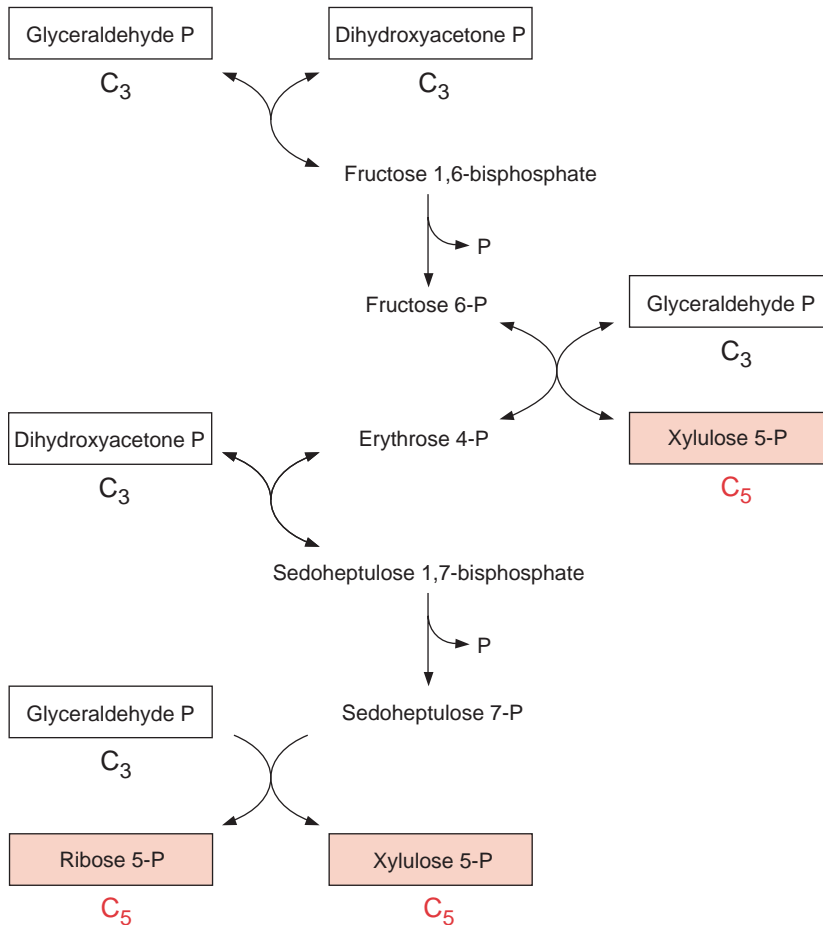 Glyceraldehyde P
Dihydroxyacetone P
C3
C3
Fructose 1,6-bisphosphate
P
Fructose 6-P
Glyceraldehyde P
C3
Dihydroxyacetone P
Erythrose 4-P
Xylulose 5-P
C3
C5
Sedoheptulose 1,7-bisphosphate
P
Glyceraldehyde P
Sedoheptulose 7-P
C3
Ribose 5-P
Xylulose 5-P
C5
C5